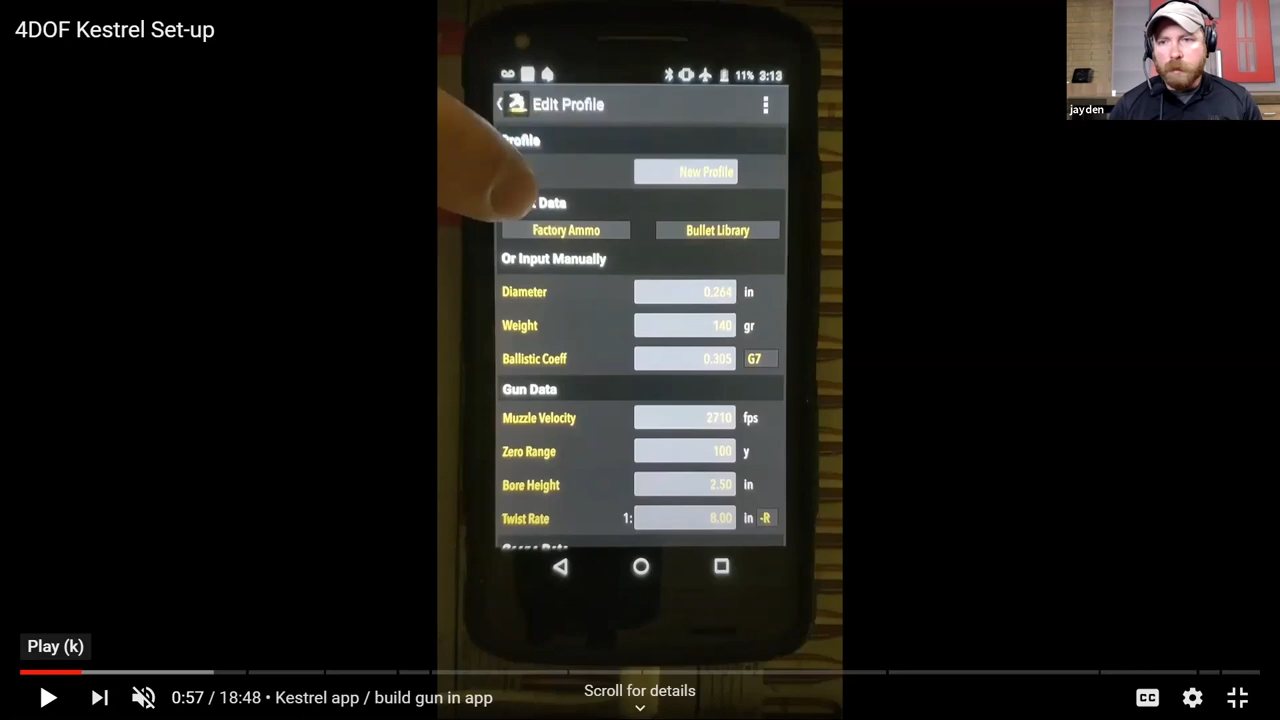 4DOF Kestrel Set-up
jayden
11% 3:13
Edit Profile
Profile
New Profile
Data
Factory Ammo Bullet Library
Or Input Manually
Diameter 0.264 in
Weight 140 gr
Ballistic Coeff 0.305 G7
Gun Data
Muzzle Velocity 2710 fps
Zero Range 100 y
Bore Height 2.50 in
Twist Rate 1: 8.00 in -R
Play (k)
0:57 / 18:48 • Kestrel app / build gun in app
Scroll for details
CC